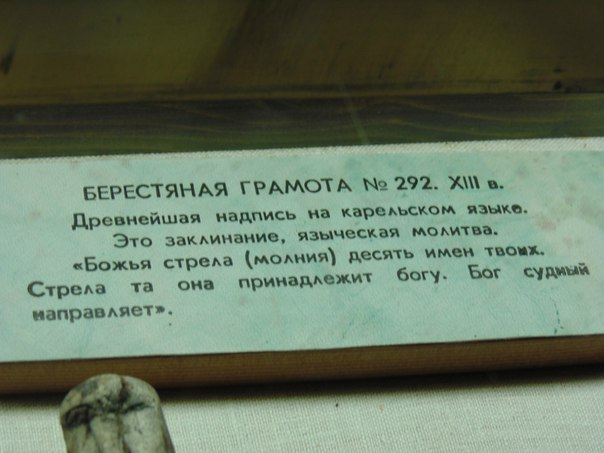 БЕРЕСТЯНАЯ ГРАМОТА № 292. XIII в.
Древнейшая надпись на карельском языке.
Это заклинание, языческая молитва.
«Божья стрела (молния) десять имен твоих.
Стрела та она принадлежит богу. Бог судный
направляет».